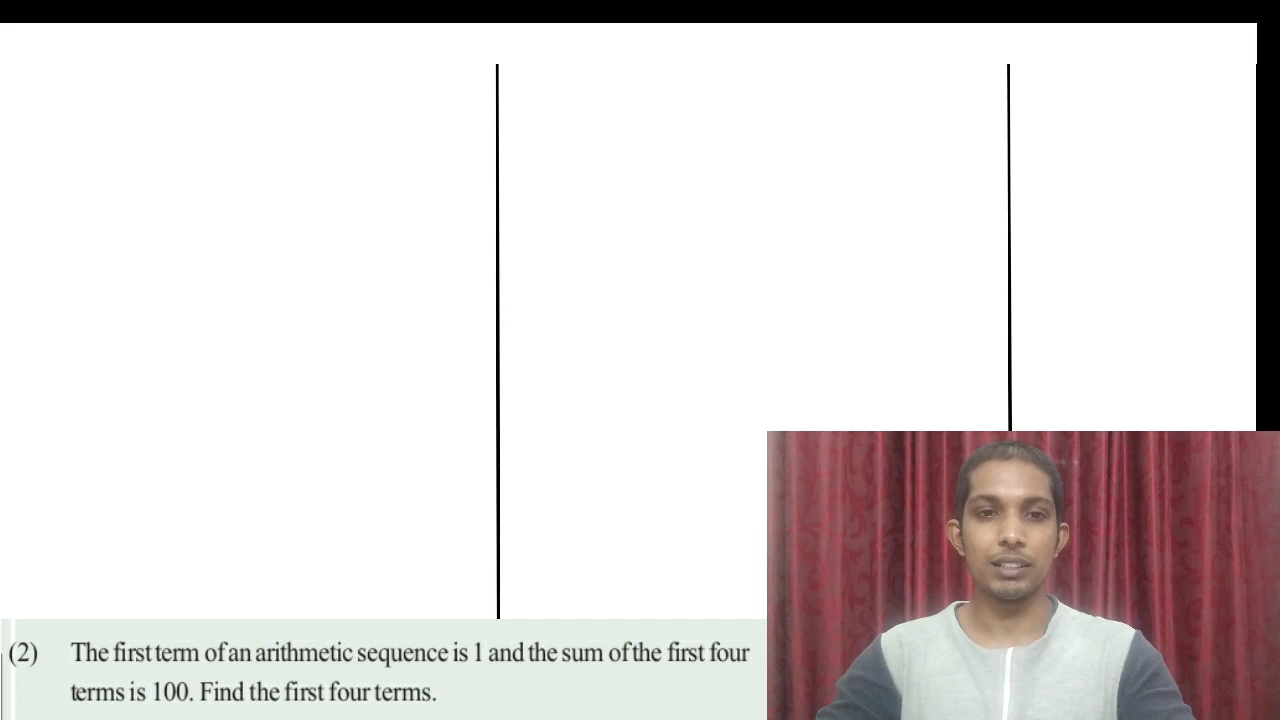 (2) The first term of an arithmetic sequence is 1 and the sum of the first four
terms is 100. Find the first four terms.